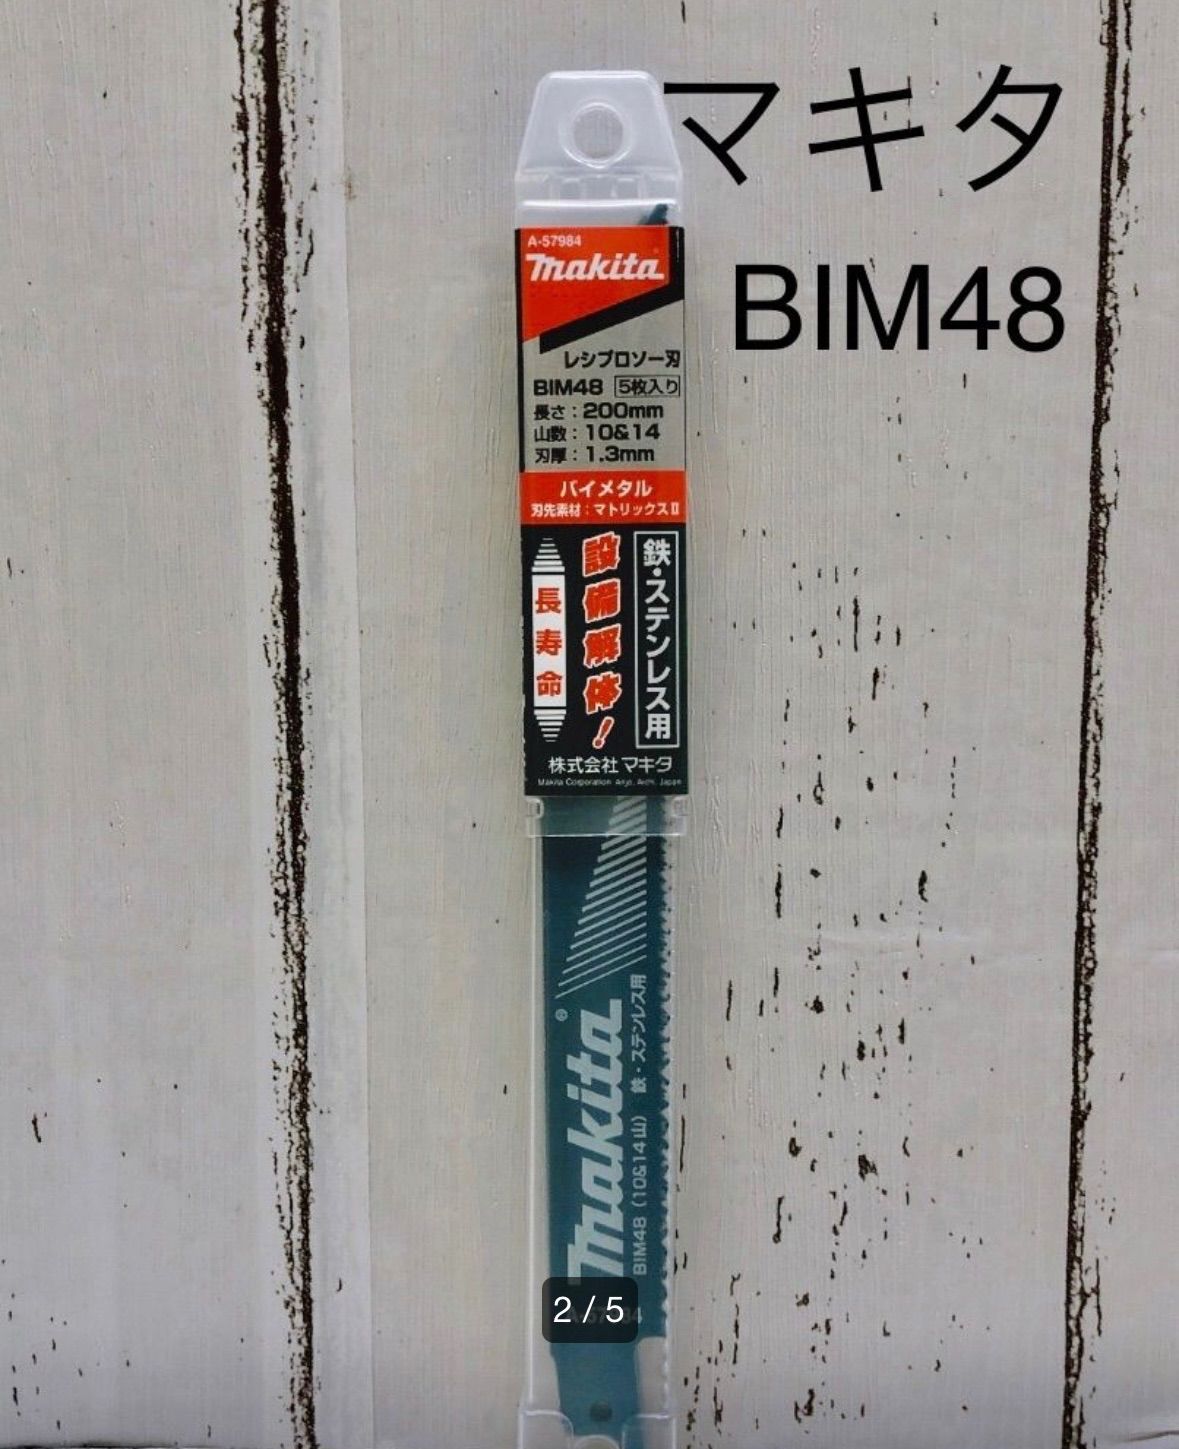 マキタ
BIM48
A-57984
makita
レシプロソー刃
BIM48 5枚入り
長さ：200mm
山数：10&14
刃厚：1.3mm
バイメタル
刃先素材：マトリックスⅡ
鉄・ステンレス用
設備解体！
長寿命
株式会社マキタ
Makita Corporation Anjo, Aichi, Japan
makita®
BIM48（10&14山） 鉄・ステンレス用
2 / 5